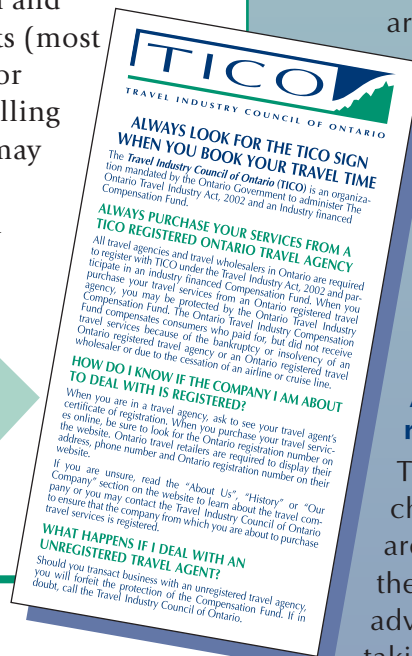 n and
ts (most
or
lling
may
ar
TICO
TRAVEL INDUSTRY COUNCIL OF ONTARIO
ALWAYS LOOK FOR THE TICO SIGN
WHEN YOU BOOK YOUR TRAVEL TIME
The Travel Industry Council of Ontario (TICO) is an organiza-
tion mandated by the Ontario Government to administer The
Ontario Travel Industry Act, 2002 and an Industry financed
Compensation Fund.
ALWAYS PURCHASE YOUR SERVICES FROM A
TICO REGISTERED ONTARIO TRAVEL AGENCY
All travel agencies and travel wholesalers in Ontario are required
to register with TICO under the Travel Industry Act, 2002 and par-
ticipate in an industry financed Compensation Fund. When you
purchase your travel services from an Ontario registered travel
agency, you may be protected by the Ontario Travel Industry
Compensation Fund. The Ontario Travel Industry Compensation
Fund compensates consumers who paid for, but did not receive
travel services because of the bankruptcy or insolvency of an
Ontario registered travel agency or an Ontario registered travel
wholesaler or due to the cessation of an airline or cruise line.
HOW DO I KNOW IF THE COMPANY I AM ABOUT
TO DEAL WITH IS REGISTERED?
When you are in a travel agency, ask to see your travel agent's
certificate of registration. When you purchase your travel servic-
es online, be sure to look for the Ontario registration number on
the website. Ontario travel retailers are required to display their
address, phone number and Ontario registration number on their
website.
If you are unsure, read the "About Us", "History" or "Our
Company" section on the website to learn about the travel com-
pany or you may contact the Travel Industry Council of Ontario
to ensure that the company from which you are about to purchase
travel services is registered.
WHAT HAPPENS IF I DEAL WITH AN
UNREGISTERED TRAVEL AGENT?
Should you transact business with an unregistered travel agency,
you will forfeit the protection of the Compensation Fund. If in
doubt, call the Travel Industry Council of Ontario.
T
ch
are
the
adv
taki